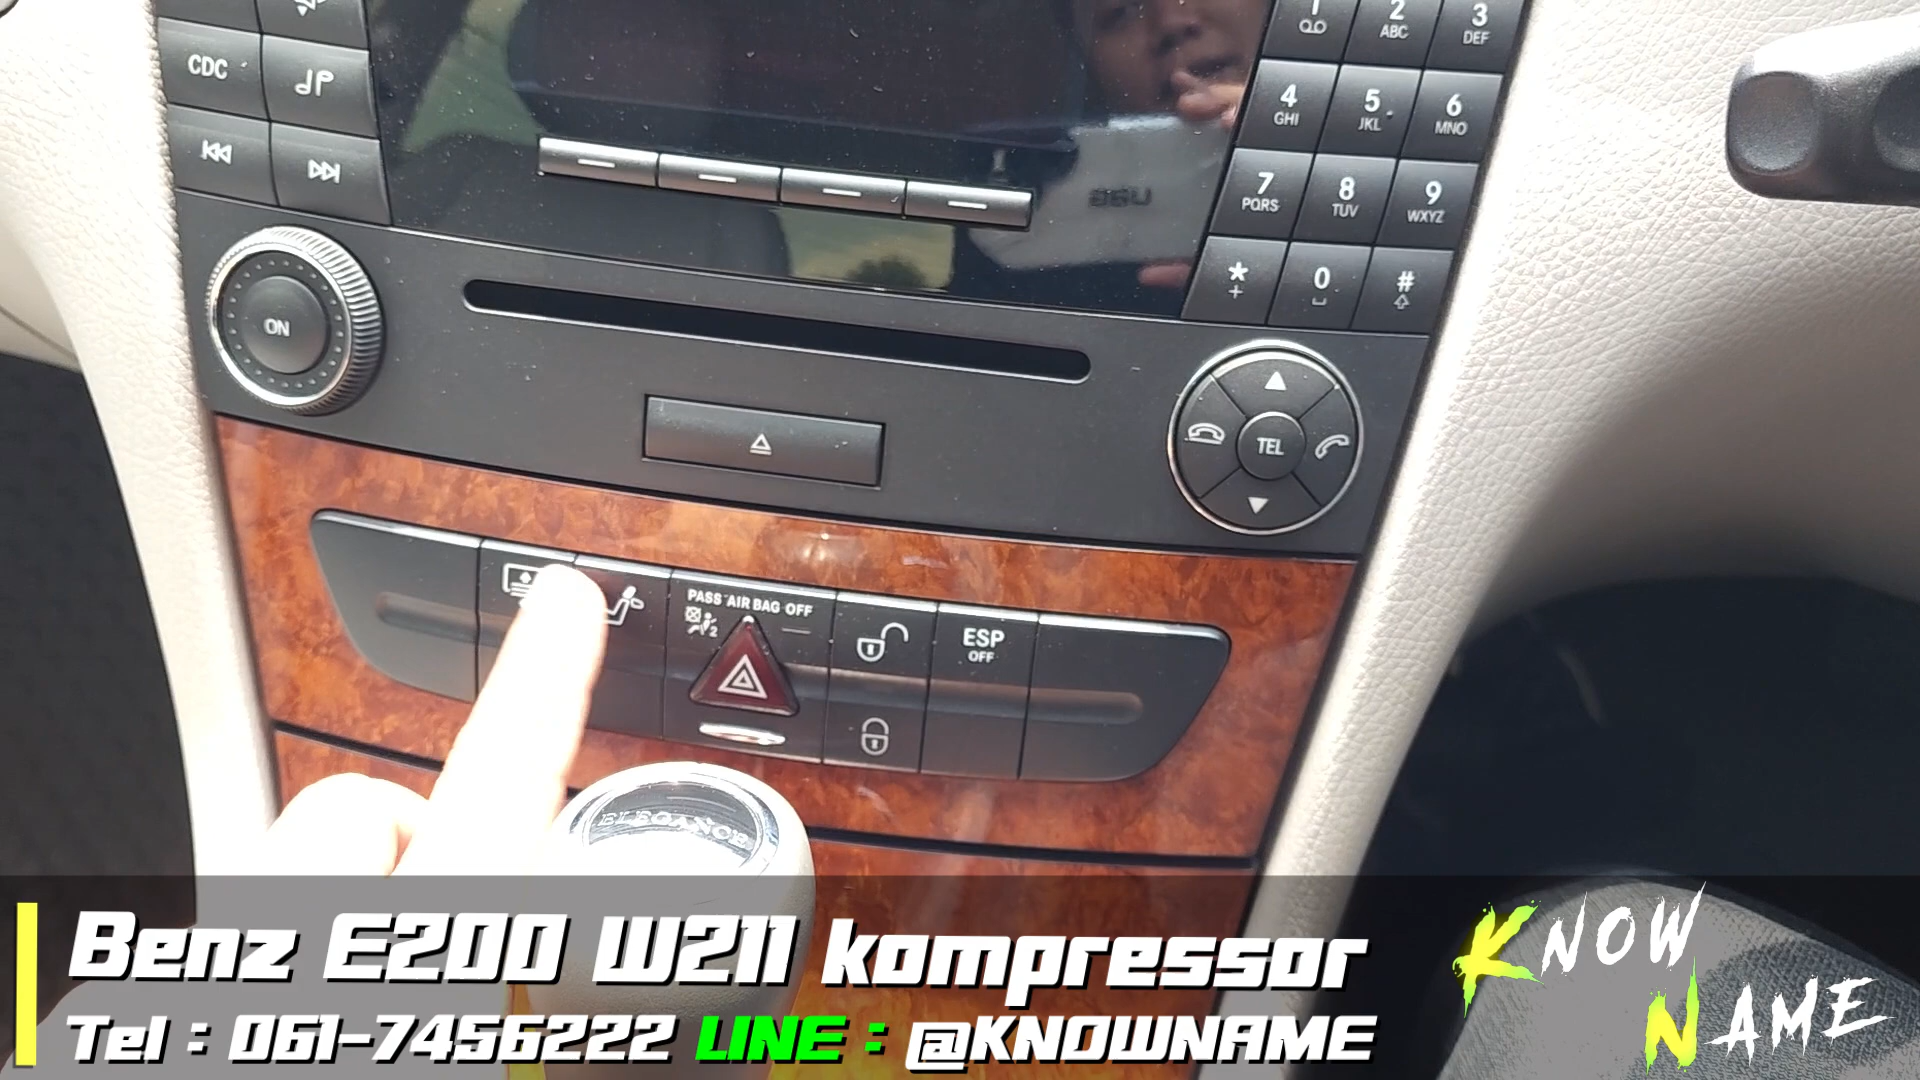 1
2 ABC
3 DEF
CDC
4 GHI
5 JKL
6 MNO
7 PQRS
8 TUV
9 WXYZ
* +
0
#
ON
TEL
PASS AIR BAG OFF
2
ESP
OFF
ELEGANCE
Benz E200 W211 kompressor
Tel : 061-7456222 LINE : @KNOWNAME
KNOW
NAME